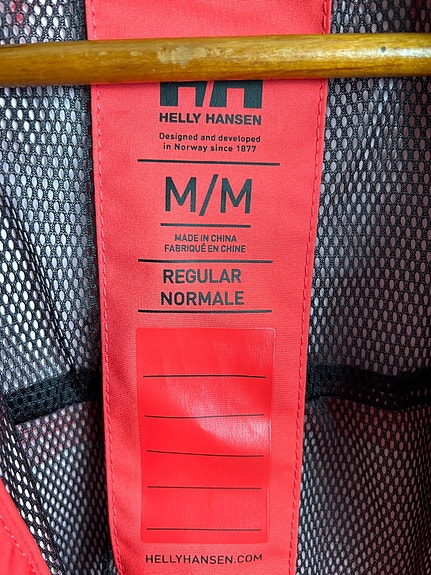 HH
HELLY HANSEN
Designed and developed
in Norway since 1877
M/M
MADE IN CHINA
FABRIQUÉ EN CHINE
REGULAR
NORMALE
HELLYHANSEN.COM